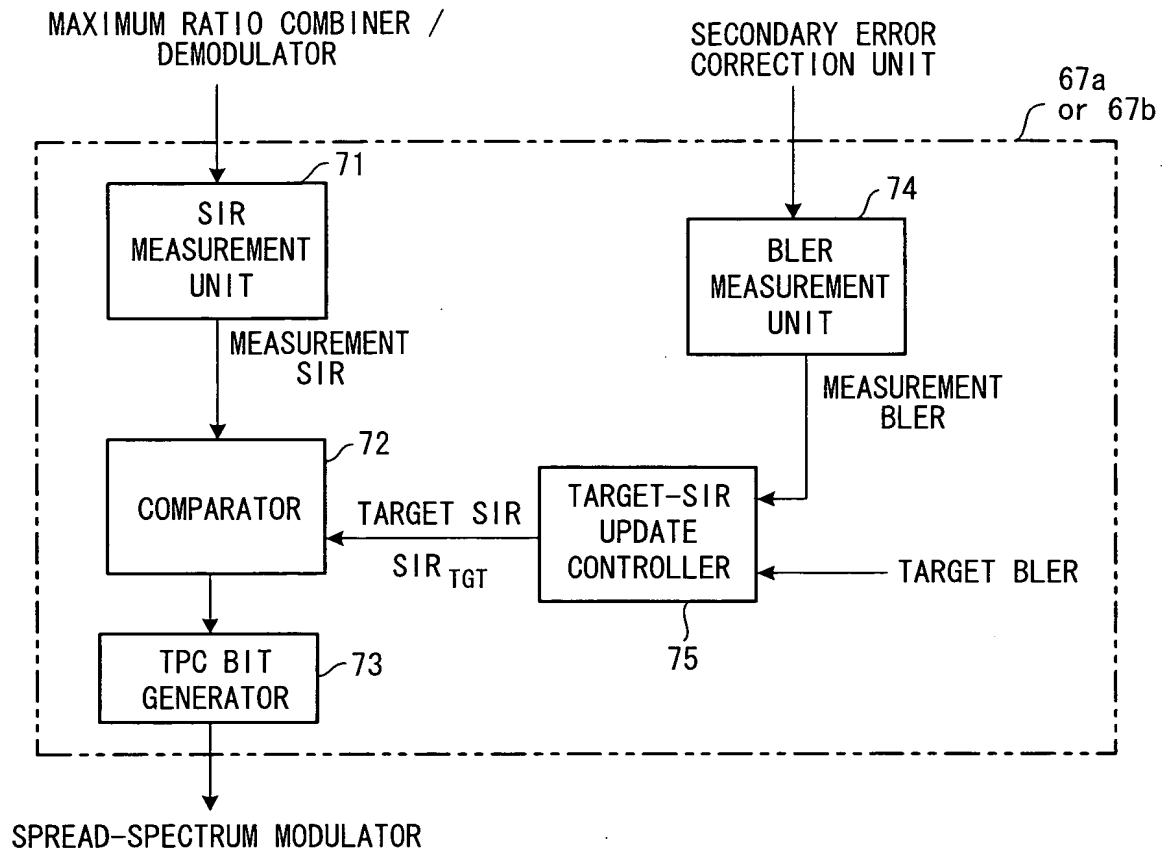 MAXIMUM RATIO COMBINER /
DEMODULATOR
SECONDARY ERROR
CORRECTION UNIT
67a
or 67b
71
SIR
MEASUREMENT
UNIT
74
BLER
MEASUREMENT
UNIT
MEASUREMENT
SIR
MEASUREMENT
BLER
72
COMPARATOR
TARGET SIR
SIR TGT
TARGET-SIR
UPDATE
CONTROLLER
TARGET BLER
75
TPC BIT
GENERATOR
73
SPREAD-SPECTRUM MODULATOR